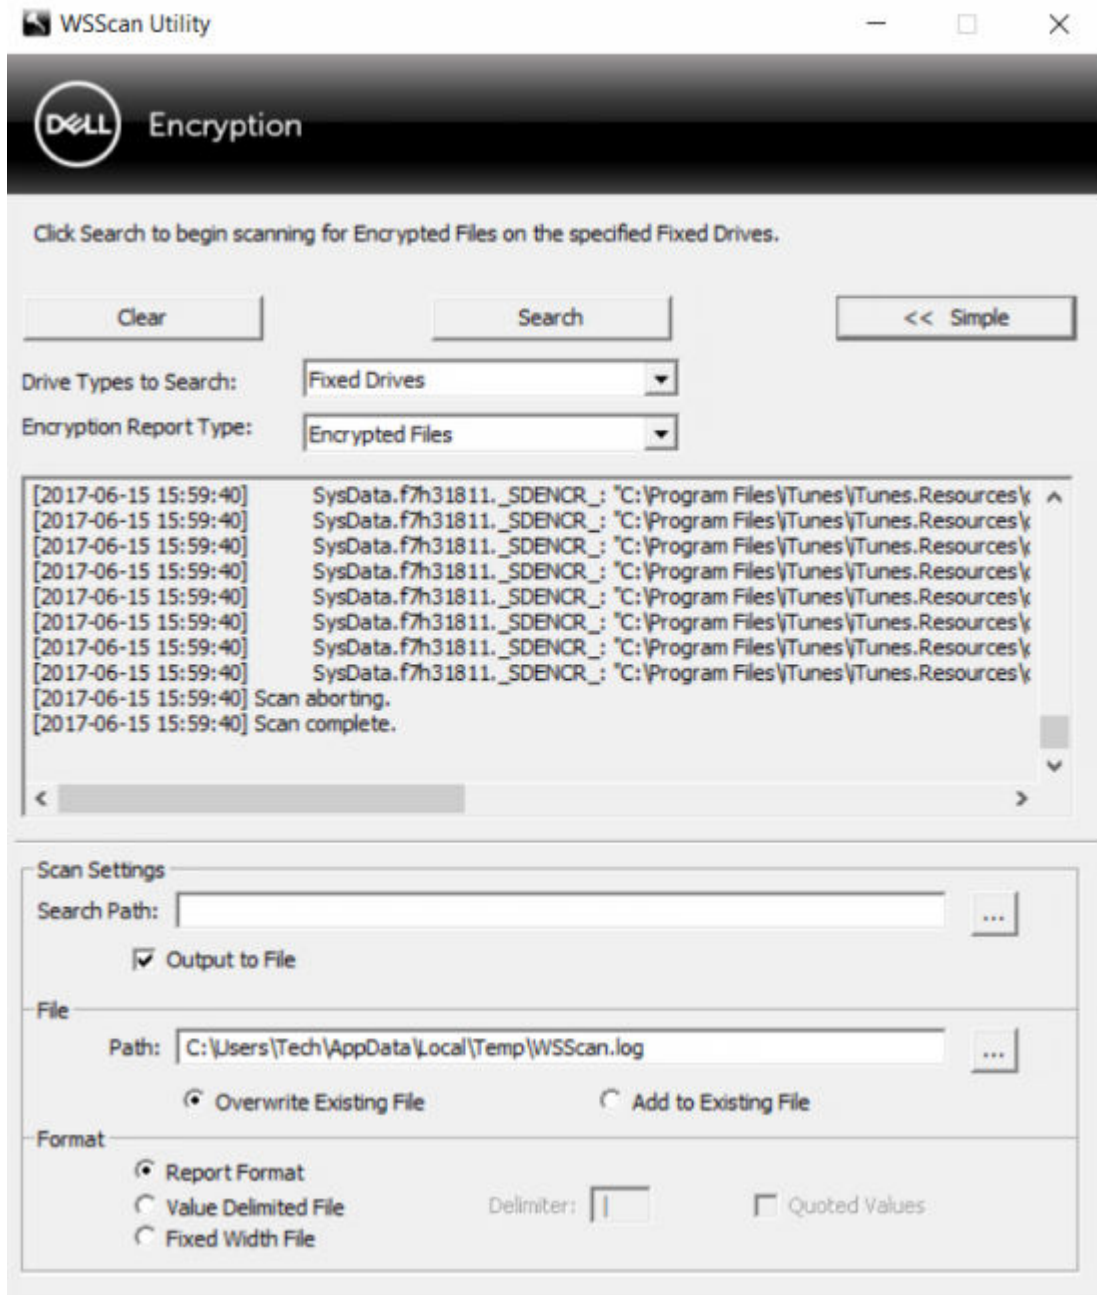 WSScan Utility
DELL Encryption
Click Search to begin scanning for Encrypted Files on the specified Fixed Drives.
Clear Search << Simple
Drive Types to Search: Fixed Drives
Encryption Report Type: Encrypted Files
[2017-06-15 15:59:40] SysData.f7h31811._SDENCR_: "C:\Program Files\iTunes\iTunes.Resources\
[2017-06-15 15:59:40] SysData.f7h31811._SDENCR_: "C:\Program Files\iTunes\iTunes.Resources\
[2017-06-15 15:59:40] SysData.f7h31811._SDENCR_: "C:\Program Files\iTunes\iTunes.Resources\
[2017-06-15 15:59:40] SysData.f7h31811._SDENCR_: "C:\Program Files\iTunes\iTunes.Resources\
[2017-06-15 15:59:40] SysData.f7h31811._SDENCR_: "C:\Program Files\iTunes\iTunes.Resources\
[2017-06-15 15:59:40] SysData.f7h31811._SDENCR_: "C:\Program Files\iTunes\iTunes.Resources\
[2017-06-15 15:59:40] SysData.f7h31811._SDENCR_: "C:\Program Files\iTunes\iTunes.Resources\
[2017-06-15 15:59:40] SysData.f7h31811._SDENCR_: "C:\Program Files\iTunes\iTunes.Resources\
[2017-06-15 15:59:40] Scan aborting.
[2017-06-15 15:59:40] Scan complete.
Scan Settings
Search Path: ...
Output to File
File
Path: C:\Users\Tech\AppData\Local\Temp\WSScan.log ...
Overwrite Existing File Add to Existing File
Format
Report Format
Value Delimited File Delimiter: | Quoted Values
Fixed Width File